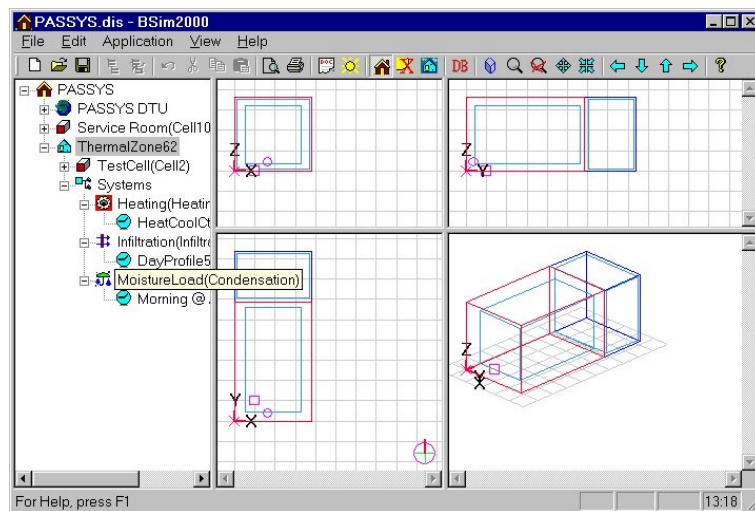 PASSYS.dis - BSim2000
File Edit Application View Help
DB
PASSYS
PASSYS DTU
Service Room(Cell10
ThermalZone62
TestCell(Cell2)
Systems
Heating(Heatin
HeatCoolCt
Infiltration(Infiltra
DayProfile5
MoistureLoad(Condensation)
Morning @
Z
X
Z
Y
Y
X
Z
Y
X
For Help, press F1
13:18